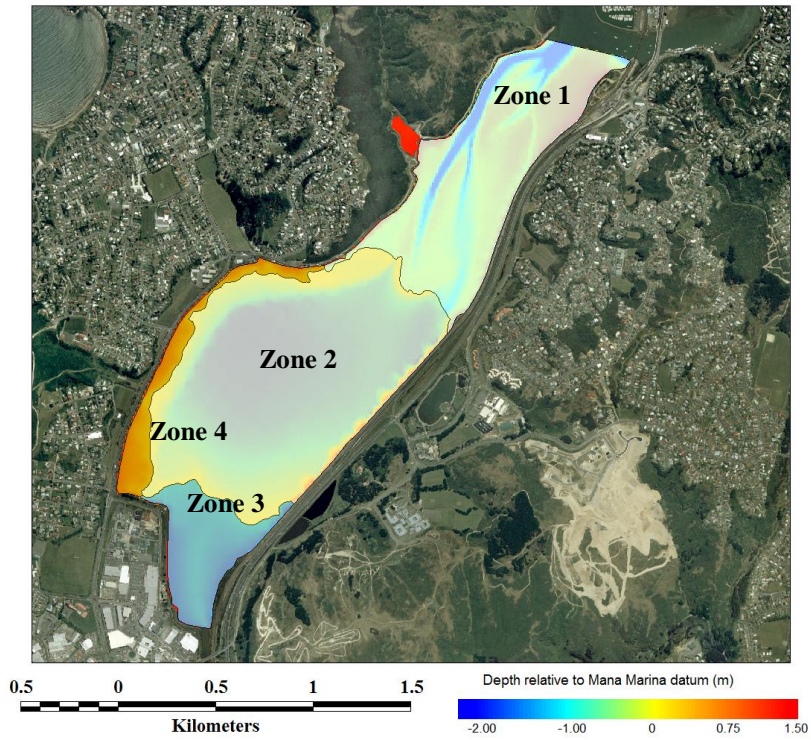 Zone 1
Zone 2
Zone 4
Zone 3
0.5 0 0.5 1 1.5
Kilometers
Depth relative to Mana Marina datum (m)
-2.00 -1.00 0 0.75 1.50